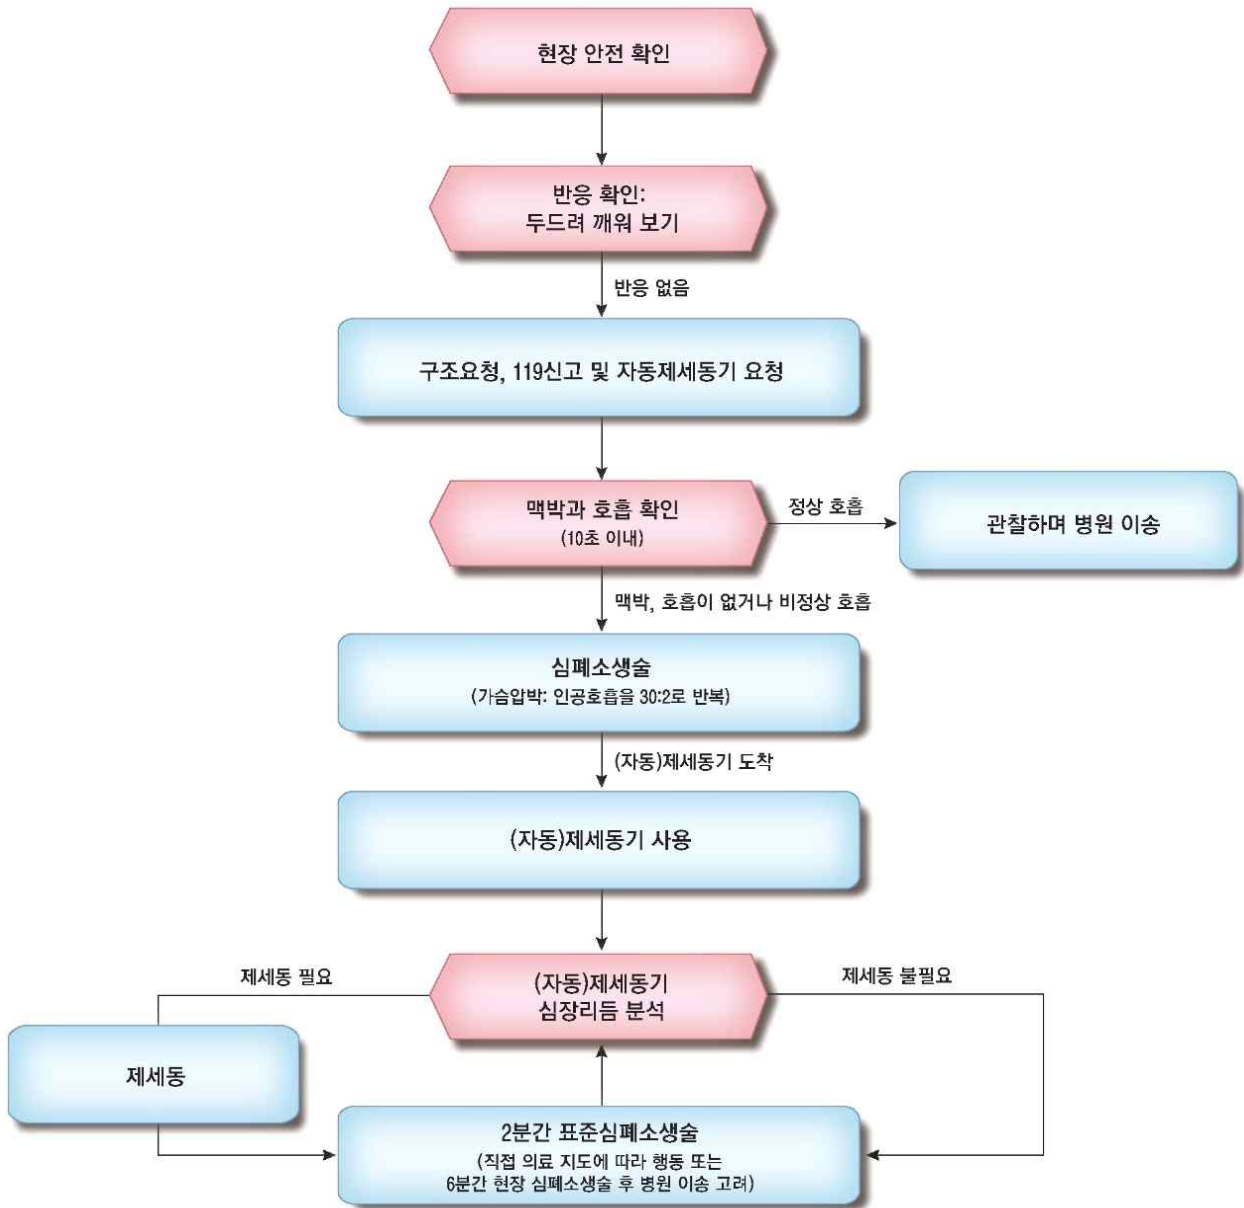 현장 안전 확인
반응 확인:
두드려 깨워 보기
반응 없음
구조요청, 119신고 및 자동제세동기 요청
맥박과 호흡 확인
(10초 이내)
정상 호흡
관찰하며 병원 이송
맥박, 호흡이 없거나 비정상 호흡
심폐소생술
(가슴압박: 인공호흡을 30:2로 반복)
(자동)제세동기 도착
(자동)제세동기 사용
제세동 필요
(자동)제세동기
심장리듬 분석
제세동 불필요
제세동
2분간 표준심폐소생술
(직접 의료 지도에 따라 행동 또는
6분간 현장 심폐소생술 후 병원 이송 고려)